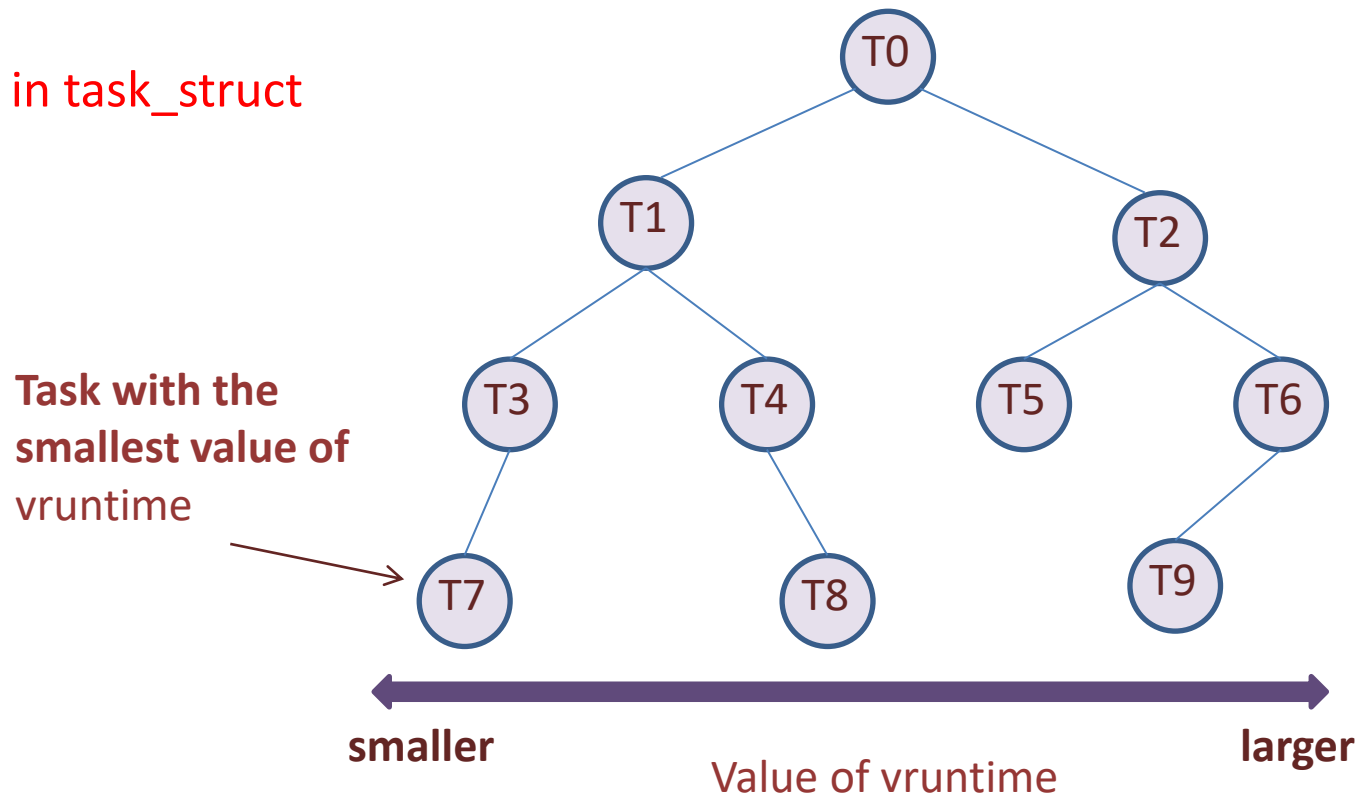 T0
in task_struct
T1
T2
Task with the
smallest value of
vruntime
T3
T4
T5
T6
T7
T8
T9
smaller
larger
Value of vruntime